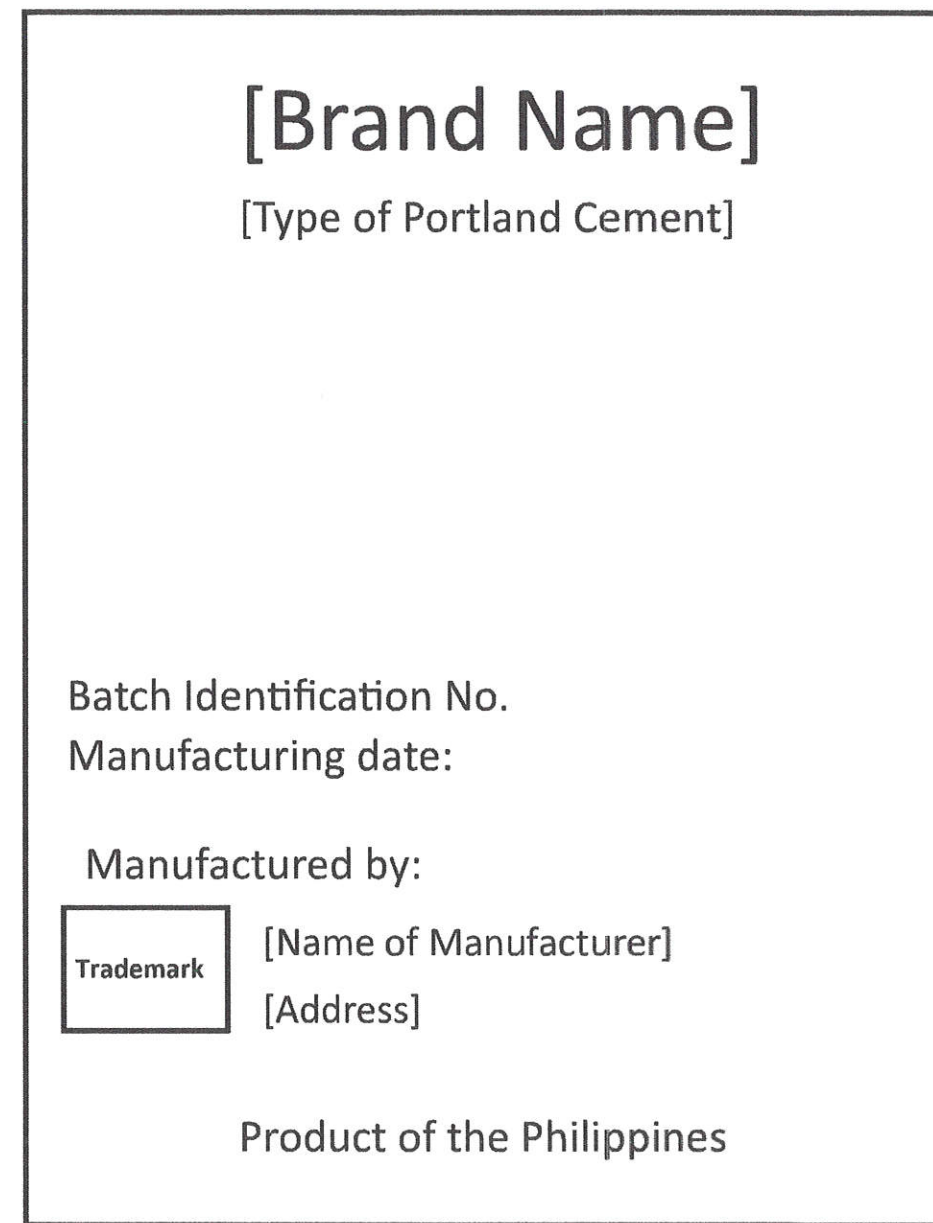 [Brand Name]
[Type of Portland Cement]
Batch Identification No.
Manufacturing date:
Manufactured by:
Trademark
[Name of Manufacturer]
[Address]
Product of the Philippines